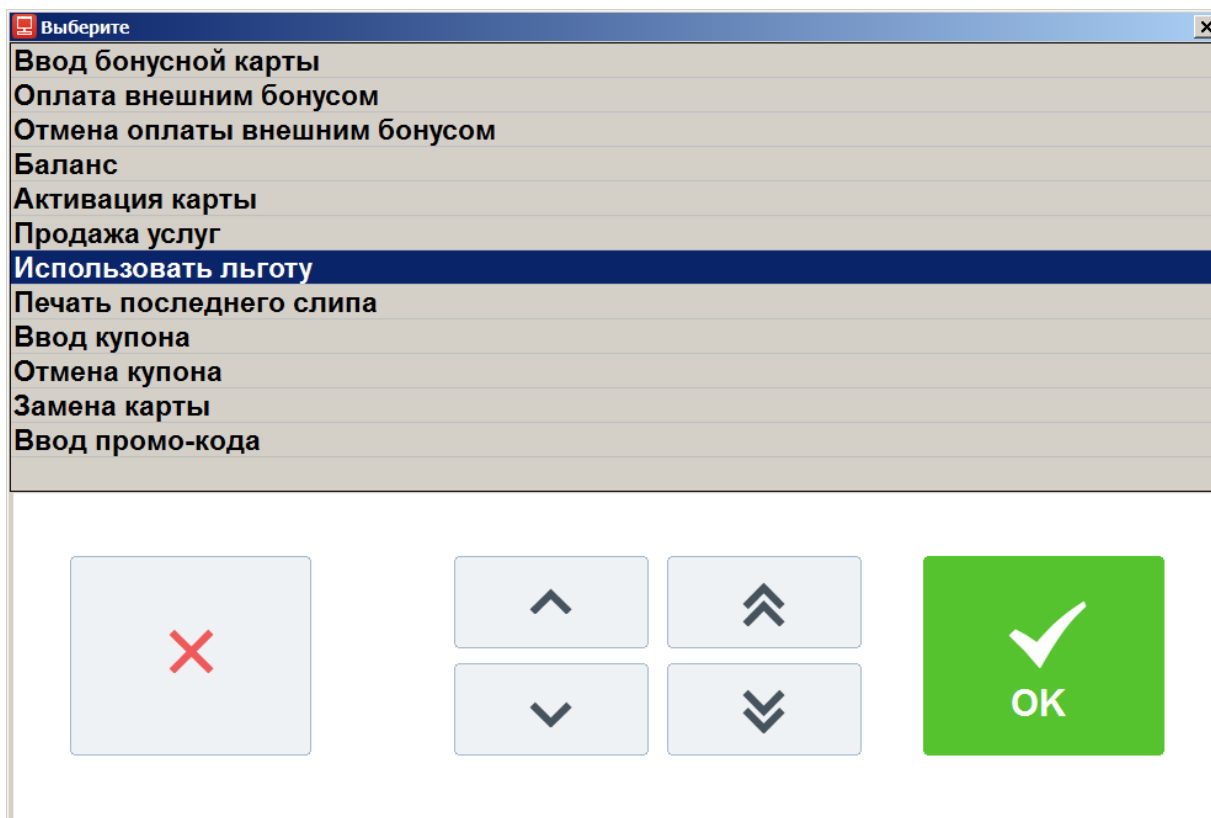 Выберите
Ввод бонусной карты
Оплата внешним бонусом
Отмена оплаты внешним бонусом
Баланс
Активация карты
Продажа услуг
Использовать льготу
Печать последнего слипа
Ввод купона
Отмена купона
Замена карты
Ввод промо-кода
OK